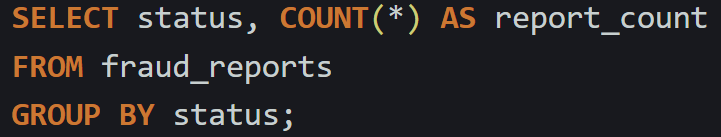 SELECT status, COUNT(*) AS report_count
FROM fraud_reports
GROUP BY status;